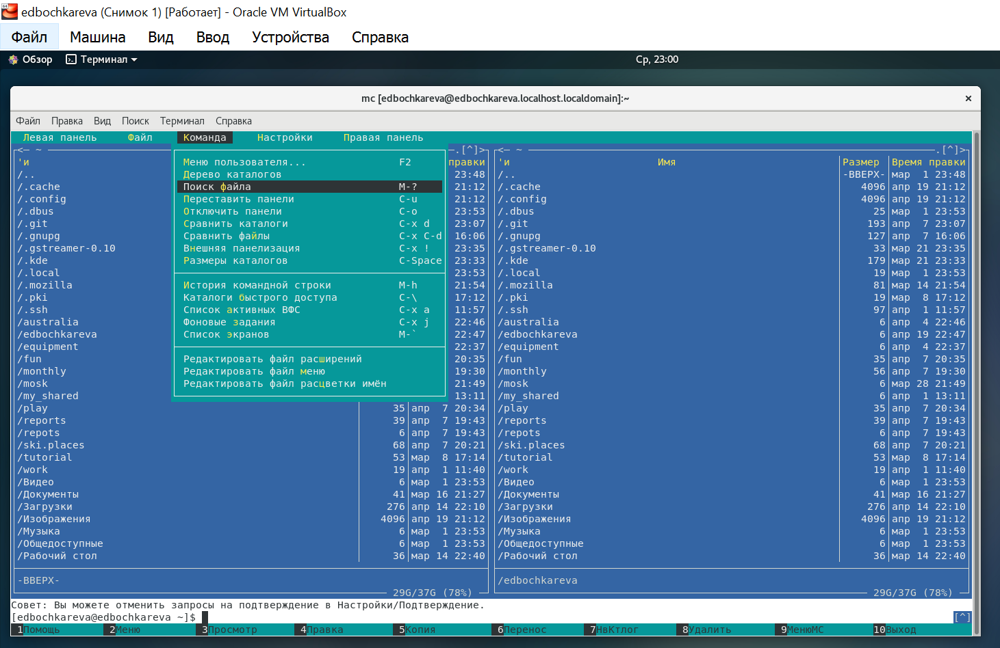 edbochkareva (Снимок 1) [Работает] - Oracle VM VirtualBox
Файл Машина Вид Ввод Устройства Справка
Обзор Терминал Ср, 23:00
mc [edbochkareva@edbochkareva.localhost.localdomain]:~
Файл Правка Вид Поиск Терминал Справка
Левая панель Файл Команда Настройки Правая панель
<─ ~ .[^]> <─ ~ .[^]>
'и Меню пользователя... F2 правки 'и Имя Размер Время правки
/.. Дерево каталогов 23:48 /.. -ВВЕРХ- мар 1 23:48
/.cache Поиск файла M-? 21:12 /.cache 4096 апр 19 21:12
/.config Переставить панели C-u 21:12 /.config 4096 апр 19 21:12
/.dbus Отключить панели C-o 23:53 /.dbus 25 мар 1 23:53
/.git Сравнить каталоги C-x d 23:07 /.git 193 апр 7 23:07
/.gnupg Сравнить файлы C-x C-d 16:06 /.gnupg 127 апр 7 16:06
/.gstreamer-0.10 Внешняя панелизация C-x ! 23:35 /.gstreamer-0.10 33 мар 21 23:35
/.kde Размеры каталогов C-Space 23:33 /.kde 179 мар 21 23:33
/.local 23:53 /.local 19 мар 1 23:53
/.mozilla История командной строки M-h 21:54 /.mozilla 81 мар 14 21:54
/.pki Каталоги быстрого доступа C-\ 17:12 /.pki 19 мар 8 17:12
/.ssh Список активных ВФС C-x a 11:57 /.ssh 97 апр 1 11:57
/australia Фоновые задания C-x j 22:46 /australia 6 апр 4 22:46
/edbochkareva Список экранов M-` 22:47 /edbochkareva 6 апр 19 22:47
/equipment 22:37 /equipment 6 апр 4 22:37
/fun Редактировать файл расширений 20:35 /fun 35 апр 7 20:35
/monthly Редактировать файл меню 19:30 /monthly 56 апр 7 19:30
/mosk Редактировать файл расцветки имён 21:49 /mosk 6 мар 28 21:49
/my_shared 13:11 /my_shared 6 апр 1 13:11
/play 35 апр 7 20:34 /play 35 апр 7 20:34
/reports 39 апр 7 19:43 /reports 39 апр 7 19:43
/repots 6 апр 7 19:43 /repots 6 апр 7 19:43
/ski.places 68 апр 7 20:21 /ski.places 68 апр 7 20:21
/tutorial 53 мар 8 17:14 /tutorial 53 мар 8 17:14
/work 19 апр 1 11:40 /work 19 апр 1 11:40
/Видео 6 мар 1 23:53 /Видео 6 мар 1 23:53
/Документы 41 мар 16 21:27 /Документы 41 мар 16 21:27
/Загрузки 276 апр 14 22:10 /Загрузки 276 апр 14 22:10
/Изображения 4096 апр 19 21:12 /Изображения 4096 апр 19 21:12
/Музыка 6 мар 1 23:53 /Музыка 6 мар 1 23:53
/Общедоступные 6 мар 1 23:53 /Общедоступные 6 мар 1 23:53
/Рабочий стол 36 мар 14 22:40 /Рабочий стол 36 мар 14 22:40
-ВВЕРХ- /edbochkareva
29G/37G (78%) 29G/37G (78%)
Совет: Вы можете отменить запросы на подтверждение в Настройки/Подтверждение.
[edbochkareva@edbochkareva ~]$ [^]
1Помощь 2Меню 3Просмотр 4Правка 5Копия 6Перенос 7НвКтлог 8Удалить 9МенюМС 10Выход